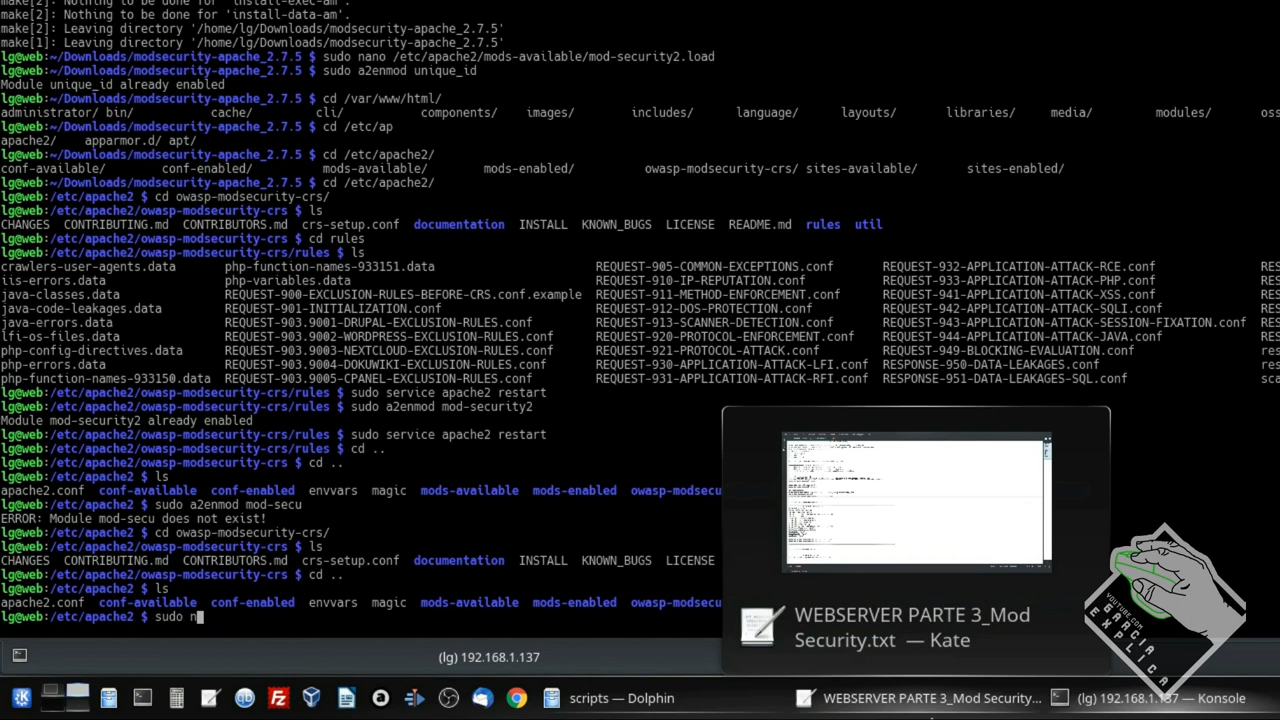 make[2]: Nothing to be done for 'install-exec-am'.
make[2]: Nothing to be done for 'install-data-am'.
make[2]: Leaving directory '/home/lg/Downloads/modsecurity-apache_2.7.5'
make[1]: Leaving directory '/home/lg/Downloads/modsecurity-apache_2.7.5'
lg@web:~/Downloads/modsecurity-apache_2.7.5 $ sudo nano /etc/apache2/mods-available/mod-security2.load
lg@web:~/Downloads/modsecurity-apache_2.7.5 $ sudo a2enmod unique_id
Module unique_id already enabled
lg@web:~/Downloads/modsecurity-apache_2.7.5 $ cd /var/www/html/
administrator/ bin/ cache/ cli/ components/ images/ includes/ language/ layouts/ libraries/ media/ modules/ oss
lg@web:~/Downloads/modsecurity-apache_2.7.5 $ cd /etc/ap
apache2/ apparmor.d/ apt/
lg@web:~/Downloads/modsecurity-apache_2.7.5 $ cd /etc/apache2/
conf-available/ conf-enabled/ mods-available/ mods-enabled/ owasp-modsecurity-crs/ sites-available/ sites-enabled/
lg@web:~/Downloads/modsecurity-apache_2.7.5 $ cd /etc/apache2/
lg@web:/etc/apache2 $ cd owasp-modsecurity-crs/
lg@web:/etc/apache2/owasp-modsecurity-crs $ ls
CHANGES CONTRIBUTING.md CONTRIBUTORS.md crs-setup.conf documentation INSTALL KNOWN_BUGS LICENSE README.md rules util
lg@web:/etc/apache2/owasp-modsecurity-crs $ cd rules
lg@web:/etc/apache2/owasp-modsecurity-crs/rules $ ls
crawlers-user-agents.data php-function-names-933151.data REQUEST-905-COMMON-EXCEPTIONS.conf REQUEST-932-APPLICATION-ATTACK-RCE.conf RES
iis-errors.data php-variables.data REQUEST-910-IP-REPUTATION.conf REQUEST-933-APPLICATION-ATTACK-PHP.conf RES
java-classes.data REQUEST-900-EXCLUSION-RULES-BEFORE-CRS.conf.example REQUEST-911-METHOD-ENFORCEMENT.conf REQUEST-941-APPLICATION-ATTACK-XSS.conf RES
java-code-leakages.data REQUEST-901-INITIALIZATION.conf REQUEST-912-DOS-PROTECTION.conf REQUEST-942-APPLICATION-ATTACK-SQLI.conf RES
java-errors.data REQUEST-903.9001-DRUPAL-EXCLUSION-RULES.conf REQUEST-913-SCANNER-DETECTION.conf REQUEST-943-APPLICATION-ATTACK-SESSION-FIXATION.conf RES
lfi-os-files.data REQUEST-903.9002-WORDPRESS-EXCLUSION-RULES.conf REQUEST-920-PROTOCOL-ENFORCEMENT.conf REQUEST-944-APPLICATION-ATTACK-JAVA.conf RES
php-config-directives.data REQUEST-903.9003-NEXTCLOUD-EXCLUSION-RULES.conf REQUEST-921-PROTOCOL-ATTACK.conf REQUEST-949-BLOCKING-EVALUATION.conf res
php-errors.data REQUEST-903.9004-DOKUWIKI-EXCLUSION-RULES.conf REQUEST-930-APPLICATION-ATTACK-LFI.conf RESPONSE-950-DATA-LEAKAGES.conf res
php-function-names-933150.data REQUEST-903.9005-CPANEL-EXCLUSION-RULES.conf REQUEST-931-APPLICATION-ATTACK-RFI.conf RESPONSE-951-DATA-LEAKAGES-SQL.conf sca
lg@web:/etc/apache2/owasp-modsecurity-crs/rules $ sudo service apache2 restart
lg@web:/etc/apache2/owasp-modsecurity-crs/rules $ sudo a2enmod mod-security2
Module mod-security2 already enabled
lg@web:/etc/apache2/owasp-modsecurity-crs/rules $ sudo service apache2 restart
lg@web:/etc/apache2/owasp-modsecurity-crs/rules $ cd ..
lg@web:/etc/apache2/owasp-modsecurity-crs $ cd ..
lg@web:/etc/apache2 $ ls
apache2.conf conf-available conf-enabled envvars magic mods-available mods-enabled owasp-modsecu
lg@web:/etc/apache2 $ sudo a2enmod mod-secu
ERROR: Module mod-secu does not exist!
lg@web:/etc/apache2 $ cd owasp-modsecurity-crs/
lg@web:/etc/apache2/owasp-modsecurity-crs $ ls
CHANGES CONTRIBUTING.md CONTRIBUTORS.md crs-setup.conf documentation INSTALL KNOWN_BUGS LICENSE
lg@web:/etc/apache2/owasp-modsecurity-crs $ cd ..
lg@web:/etc/apache2 $ ls
apache2.conf conf-available conf-enabled envvars magic mods-available mods-enabled owasp-modsecu
lg@web:/etc/apache2 $ sudo n
WEBSERVER PARTE 3_Mod
Security.txt — Kate
YOUTUBE.COM
EGARCIA
EXPLICA
(lg) 192.168.1.137
scripts — Dolphin
WEBSERVER PARTE 3_Mod Security...
(lg) 192.168.1.137 — Konsole